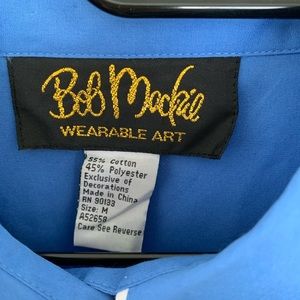 Bob Mackie
WEARABLE ART
55% Cotton
45% Polyester
Exclusive of
Decorations
Made in China
RN 90133
Size: M
A52658
Care See Reverse